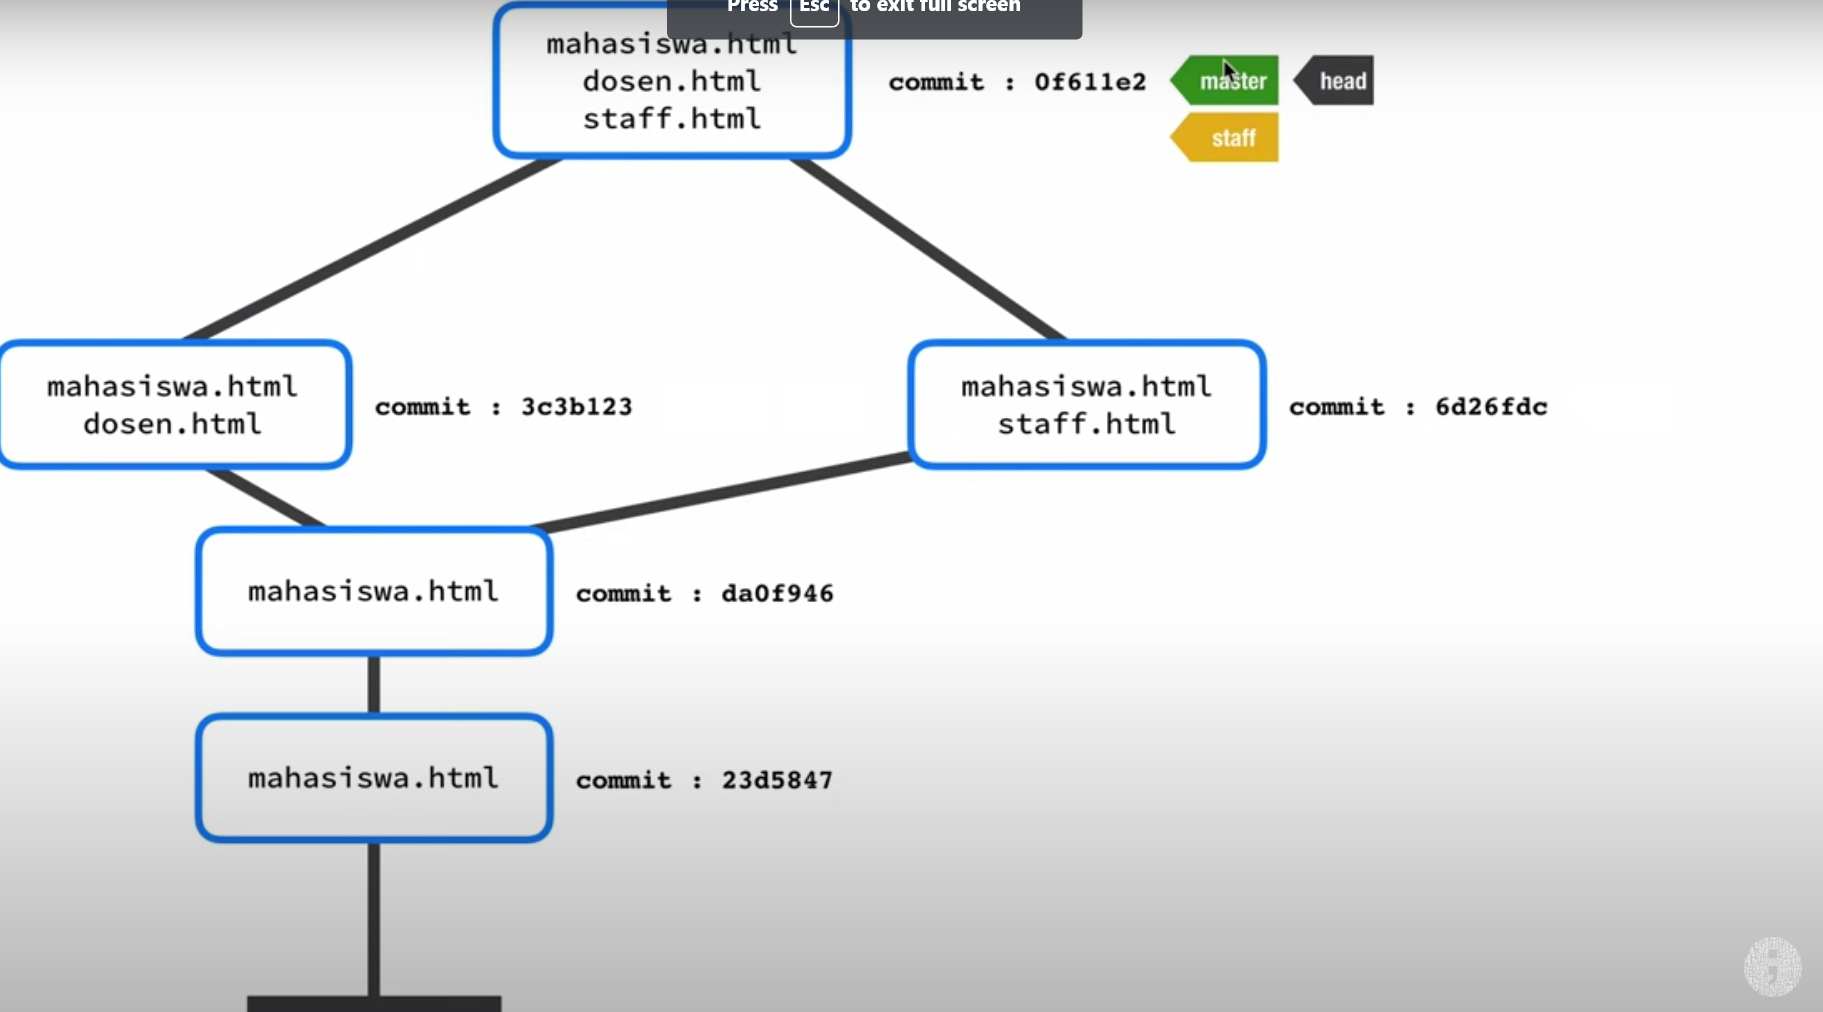 Press Esc to exit full screen
mahasiswa.html
dosen.html
staff.html
commit : 0f611e2
master
head
staff
mahasiswa.html
dosen.html
commit : 3c3b123
mahasiswa.html
staff.html
commit : 6d26fdc
mahasiswa.html
commit : da0f946
mahasiswa.html
commit : 23d5847